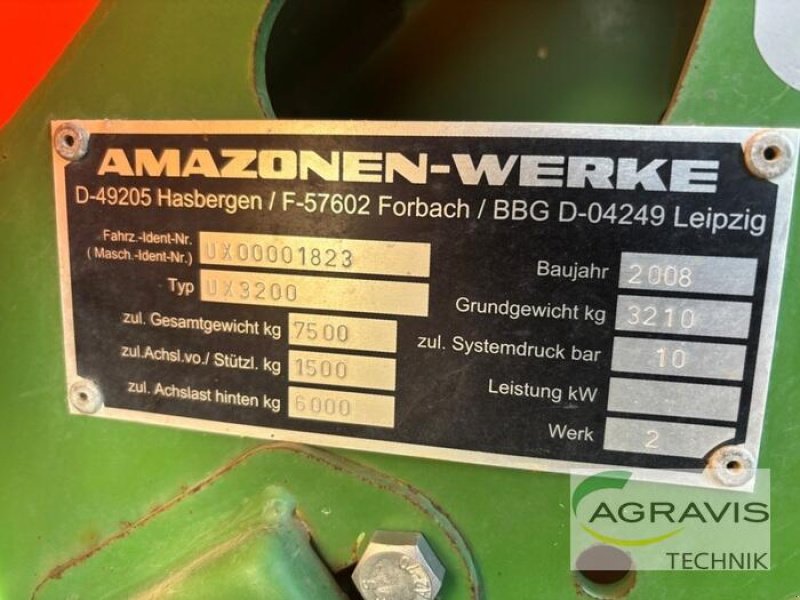 AMAZONEN-WERKE
D-49205 Hasbergen / F-57602 Forbach / BBG D-04249 Leipzig
Fahrz.-Ident-Nr.
( Masch.-Ident-Nr.) UX00001823
Typ UX3200
zul. Gesamtgewicht kg 7500
zul.Achsl.vo./ Stützl. kg 1500
zul. Achslast hinten kg 6000
Baujahr 2008
Grundgewicht kg 3210
zul. Systemdruck bar 10
Leistung kW
Werk 2
AGRAVIS
TECHNIK